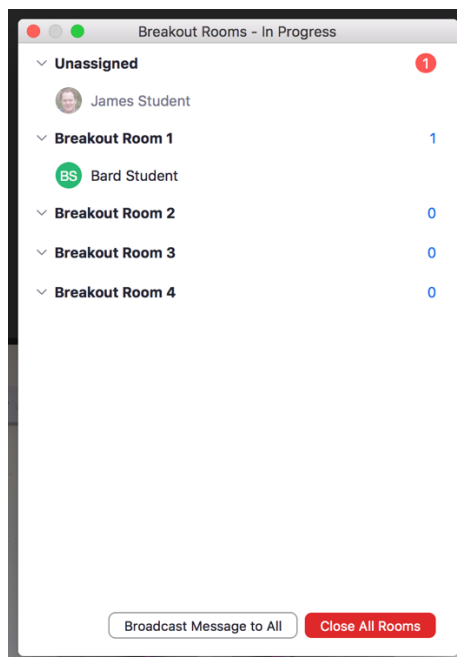 Breakout Rooms - In Progress
Unassigned 1
James Student
Breakout Room 1 1
BS Bard Student
Breakout Room 2 0
Breakout Room 3 0
Breakout Room 4 0
Broadcast Message to All Close All Rooms